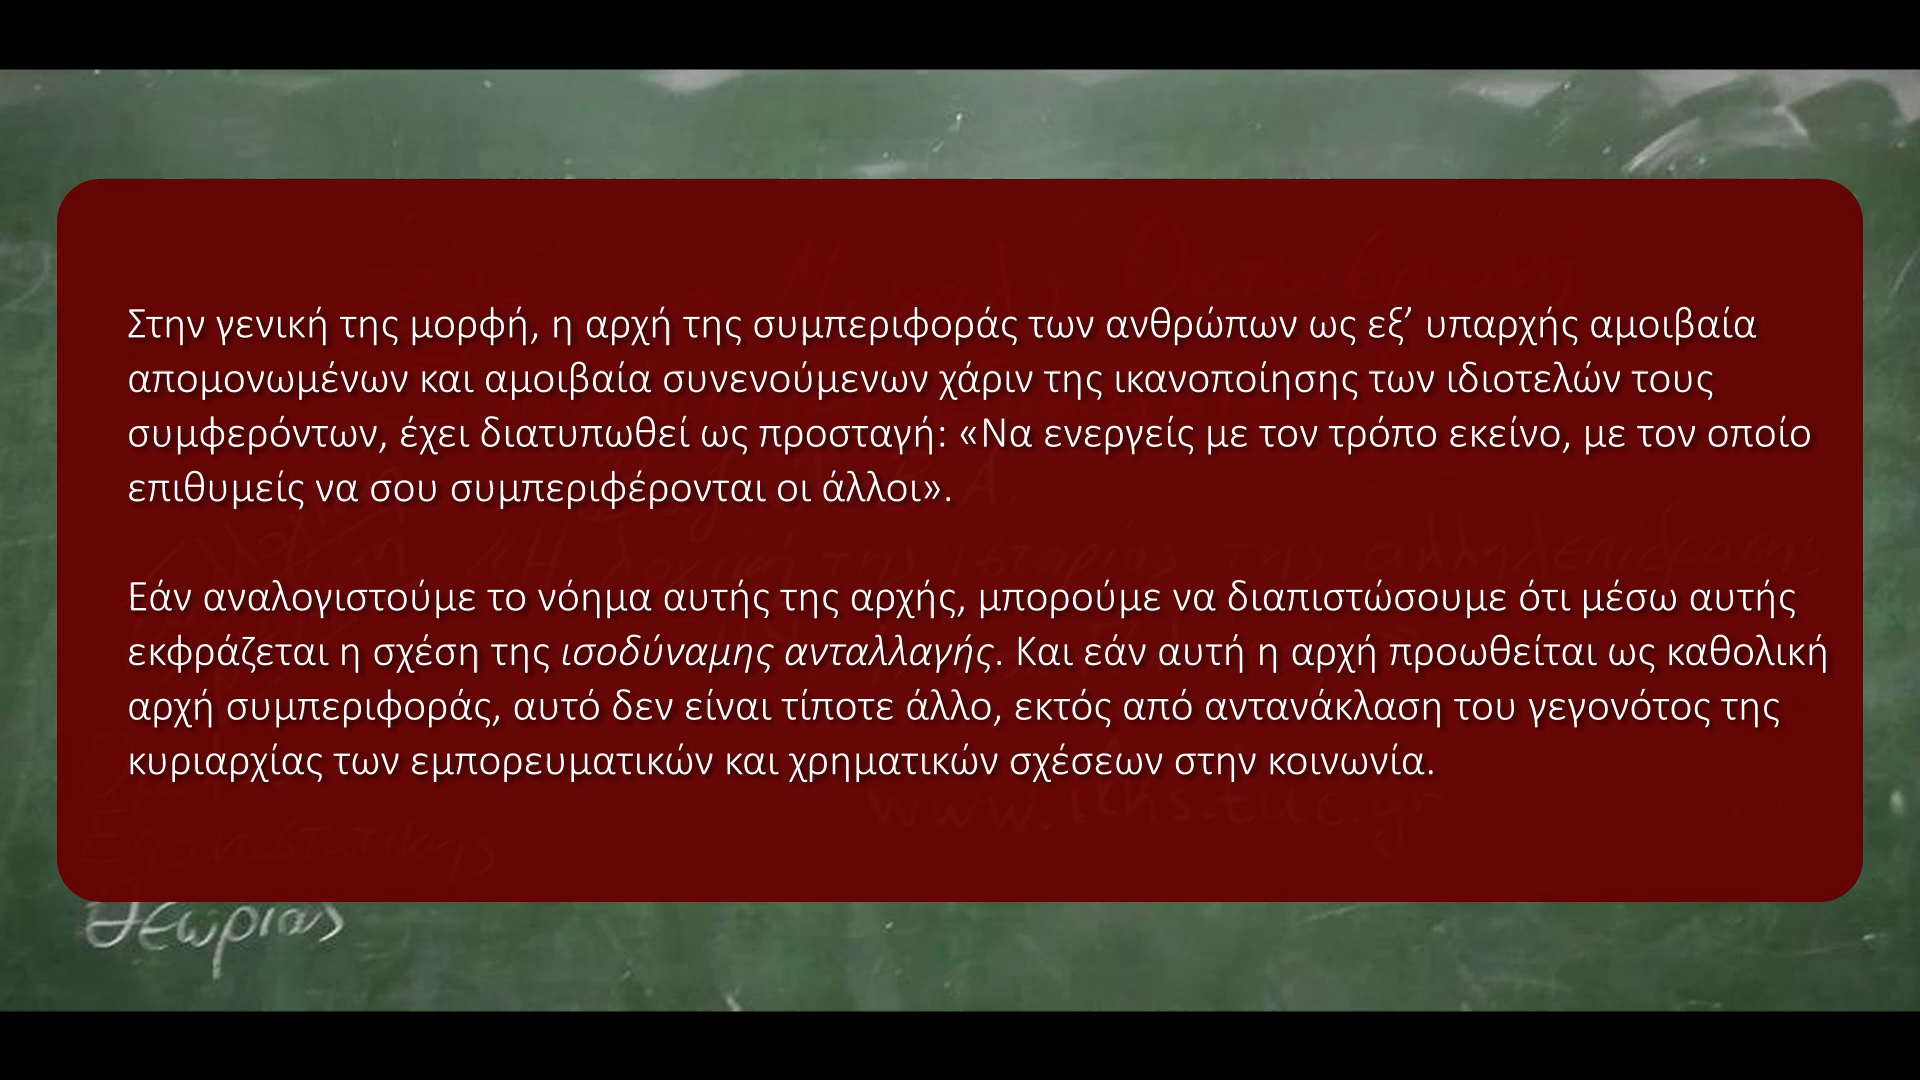 Στην γενική της μορφή, η αρχή της συμπεριφοράς των ανθρώπων ως εξ’ υπαρχής αμοιβαία
απομονωμένων και αμοιβαία συνενούμενων χάριν της ικανοποίησης των ιδιοτελών τους
συμφερόντων, έχει διατυπωθεί ως προσταγή: «Να ενεργείς με τον τρόπο εκείνο, με τον οποίο
επιθυμείς να σου συμπεριφέρονται οι άλλοι».
Εάν αναλογιστούμε το νόημα αυτής της αρχής, μπορούμε να διαπιστώσουμε ότι μέσω αυτής
εκφράζεται η σχέση της ισοδύναμης ανταλλαγής. Και εάν αυτή η αρχή προωθείται ως καθολική
αρχή συμπεριφοράς, αυτό δεν είναι τίποτε άλλο, εκτός από αντανάκλαση του γεγονότος της
κυριαρχίας των εμπορευματικών και χρηματικών σχέσεων στην κοινωνία.
Επαναστατικής
Θεωρίας